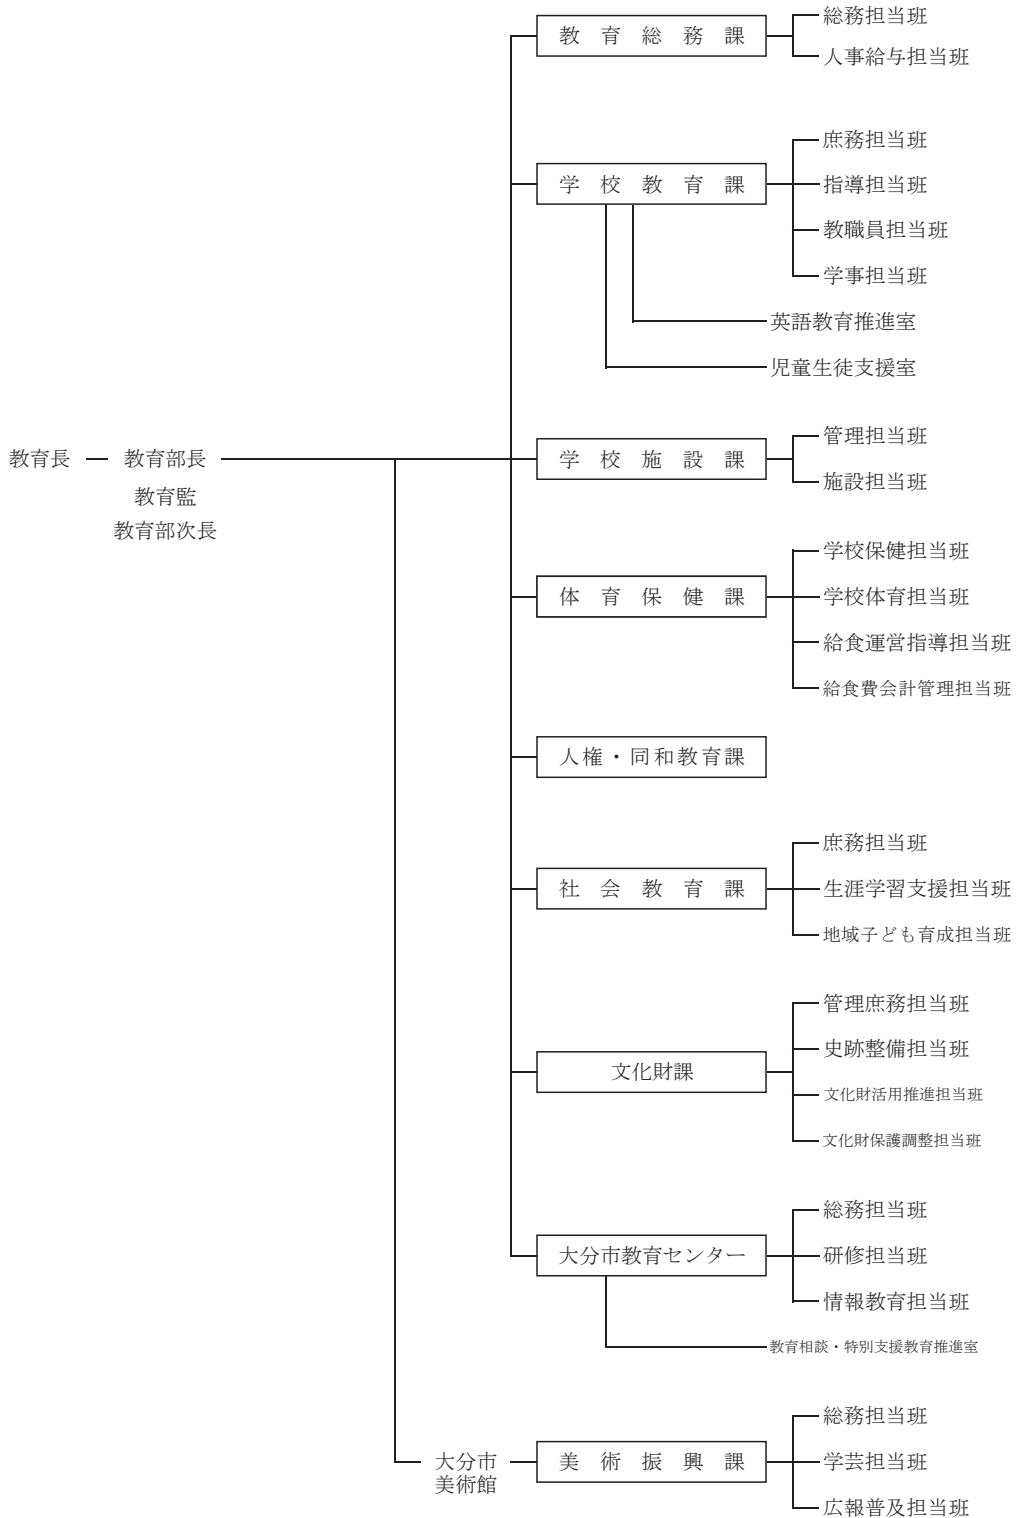 教育長
教育部長
教育監
教育部次長
教育総務課
総務担当班
人事給与担当班
学校教育課
庶務担当班
指導担当班
教職員担当班
学事担当班
英語教育推進室
児童生徒支援室
学校施設課
管理担当班
施設担当班
体育保健課
学校保健担当班
学校体育担当班
給食運営指導担当班
給食費会計管理担当班
人権・同和教育課
社会教育課
庶務担当班
生涯学習支援担当班
地域子ども育成担当班
文化財課
管理庶務担当班
史跡整備担当班
文化財活用推進担当班
文化財保護調整担当班
大分市教育センター
総務担当班
研修担当班
情報教育担当班
教育相談・特別支援教育推進室
大分市
美術館
美術振興課
総務担当班
学芸担当班
広報普及担当班